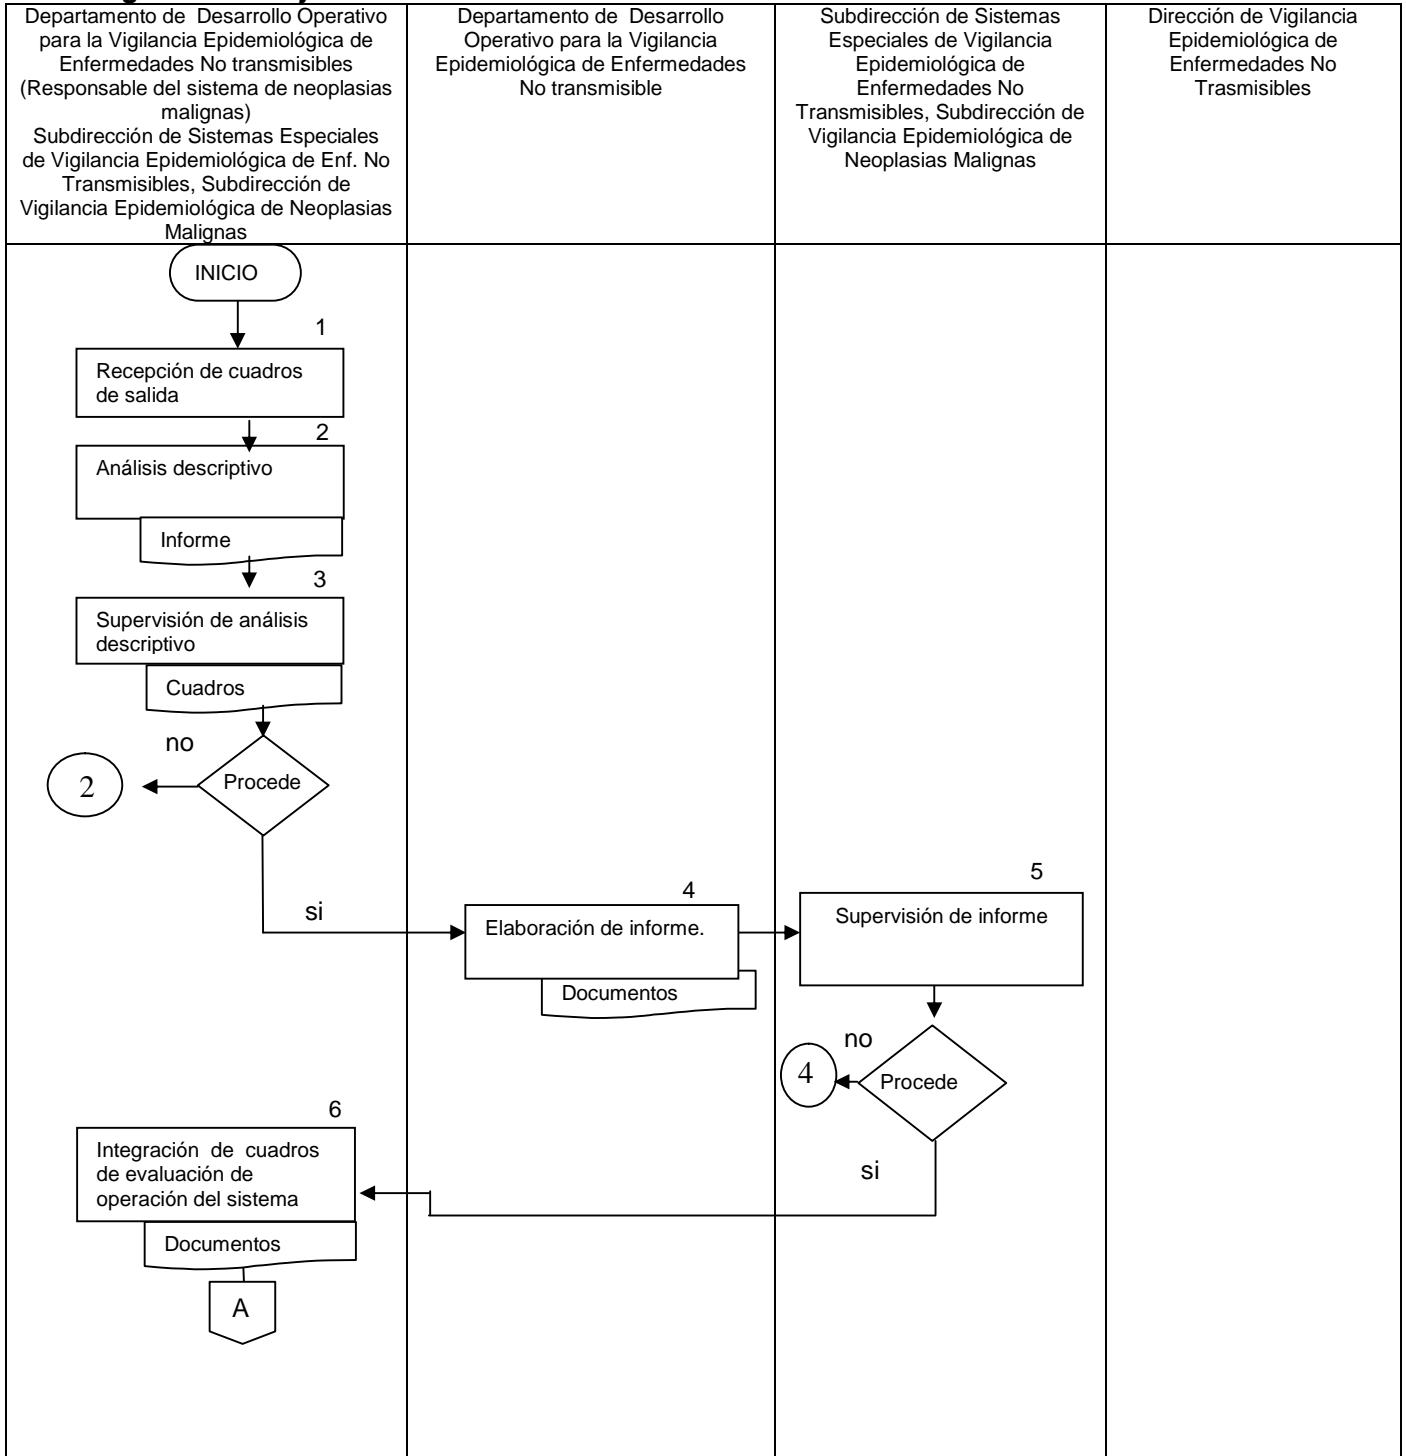 Departamento de Desarrollo Operativo
para la Vigilancia Epidemiológica de
Enfermedades No transmisibles
(Responsable del sistema de neoplasias
malignas)
Subdirección de Sistemas Especiales
de Vigilancia Epidemiológica de Enf. No
Transmisibles, Subdirección de
Vigilancia Epidemiológica de Neoplasias
Malignas
Departamento de Desarrollo
Operativo para la Vigilancia
Epidemiológica de Enfermedades
No transmisible
Subdirección de Sistemas
Especiales de Vigilancia
Epidemiológica de
Enfermedades No
Transmisibles, Subdirección de
Vigilancia Epidemiológica de
Neoplasias Malignas
Dirección de Vigilancia
Epidemiológica de
Enfermedades No
Trasmisibles
INICIO
1
Recepción de cuadros
de salida
2
Análisis descriptivo
Informe
3
Supervisión de análisis
descriptivo
Cuadros
no
Procede
2
si
4
Elaboración de informe.
Documentos
5
Supervisión de informe
no
Procede
4
si
6
Integración de cuadros
de evaluación de
operación del sistema
Documentos
A